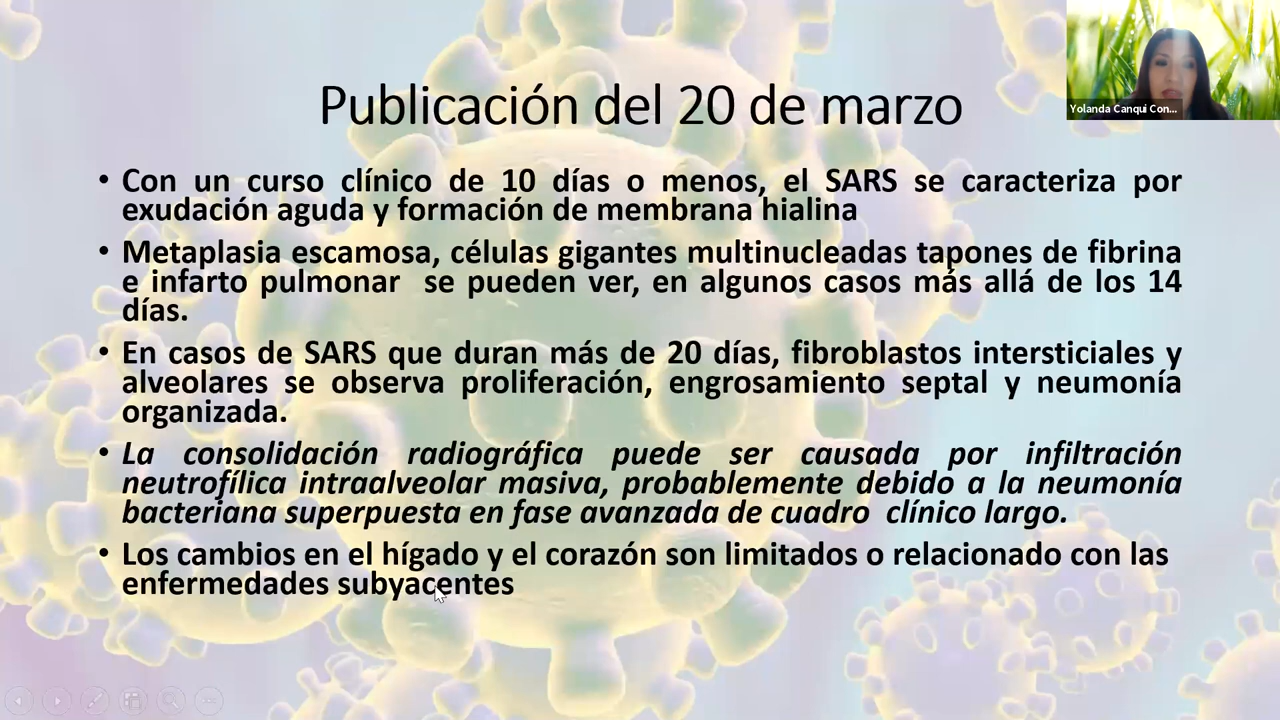 Publicación del 20 de marzo
Yolanda Canqui Con...
• Con un curso clínico de 10 días o menos, el SARS se caracteriza por
exudación aguda y formación de membrana hialina
• Metaplasia escamosa, células gigantes multinucleadas tapones de fibrina
e infarto pulmonar se pueden ver, en algunos casos más allá de los 14
días.
• En casos de SARS que duran más de 20 días, fibroblastos intersticiales y
alveolares se observa proliferación, engrosamiento septal y neumonía
organizada.
• La consolidación radiográfica puede ser causada por infiltración
neutrofílica intraalveolar masiva, probablemente debido a la neumonía
bacteriana superpuesta en fase avanzada de cuadro clínico largo.
• Los cambios en el hígado y el corazón son limitados o relacionado con las
enfermedades subyacentes